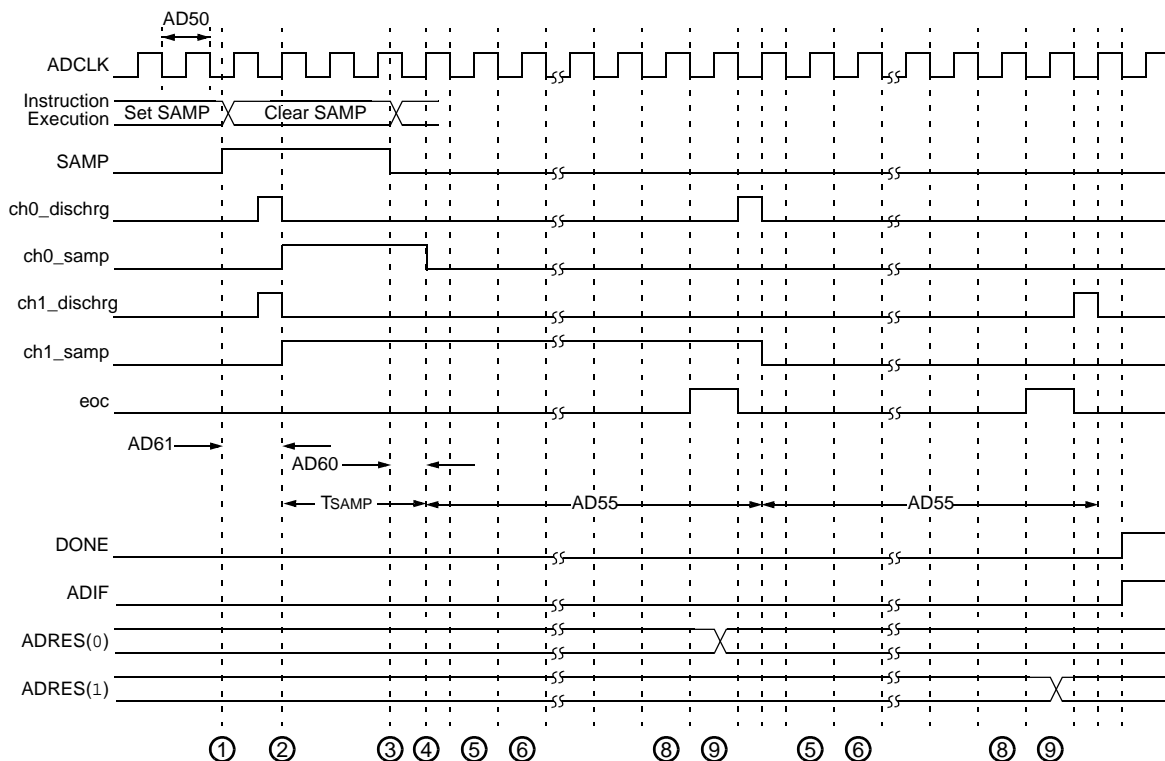 AD50
ADCLK
Instruction
Execution
Set SAMP
Clear SAMP
SAMP
ch0_dischrg
ch0_samp
ch1_dischrg
ch1_samp
eoc
AD61
AD60
TSAMP
AD55
AD55
DONE
ADIF
ADRES(0)
ADRES(1)
1 2 3 4 5 6 8 9 5 6 8 9